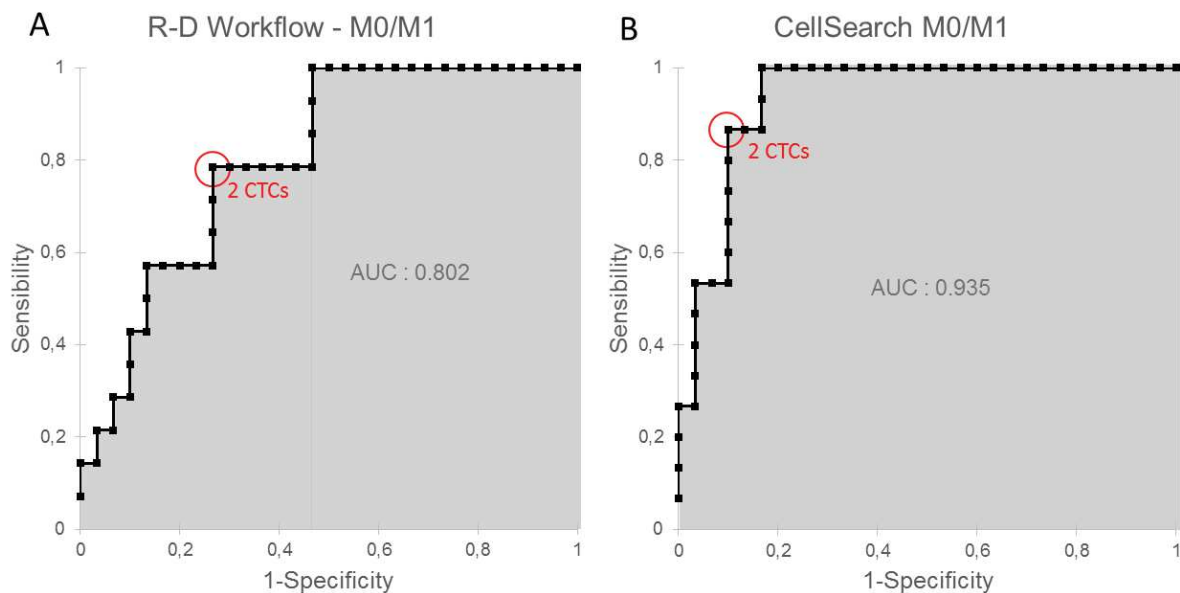 A
R-D Workflow - M0/M1
1
0,8
0,6
0,4
0,2
0
Sensibility
2 CTCs
AUC : 0.802
0
0,2
0,4
0,6
0,8
1
1-Specificity
B
CellSearch M0/M1
1
0,8
0,6
0,4
0,2
0
Sensibility
2 CTCs
AUC : 0.935
0
0,2
0,4
0,6
0,8
1
1-Specificity